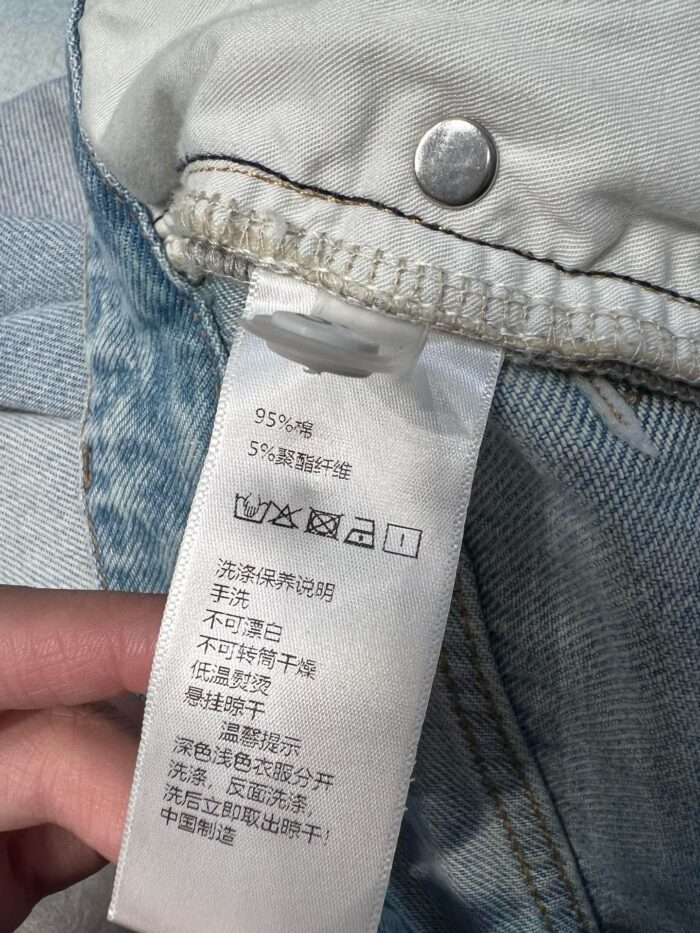 95%棉
5%聚酯纤维
洗涤保养说明
手洗
不可漂白
不可转筒干燥
低温熨烫
悬挂晾干
温馨提示
深色浅色衣服分开
洗涤，反面洗涤，
洗后立即取出晾干！
中国制造